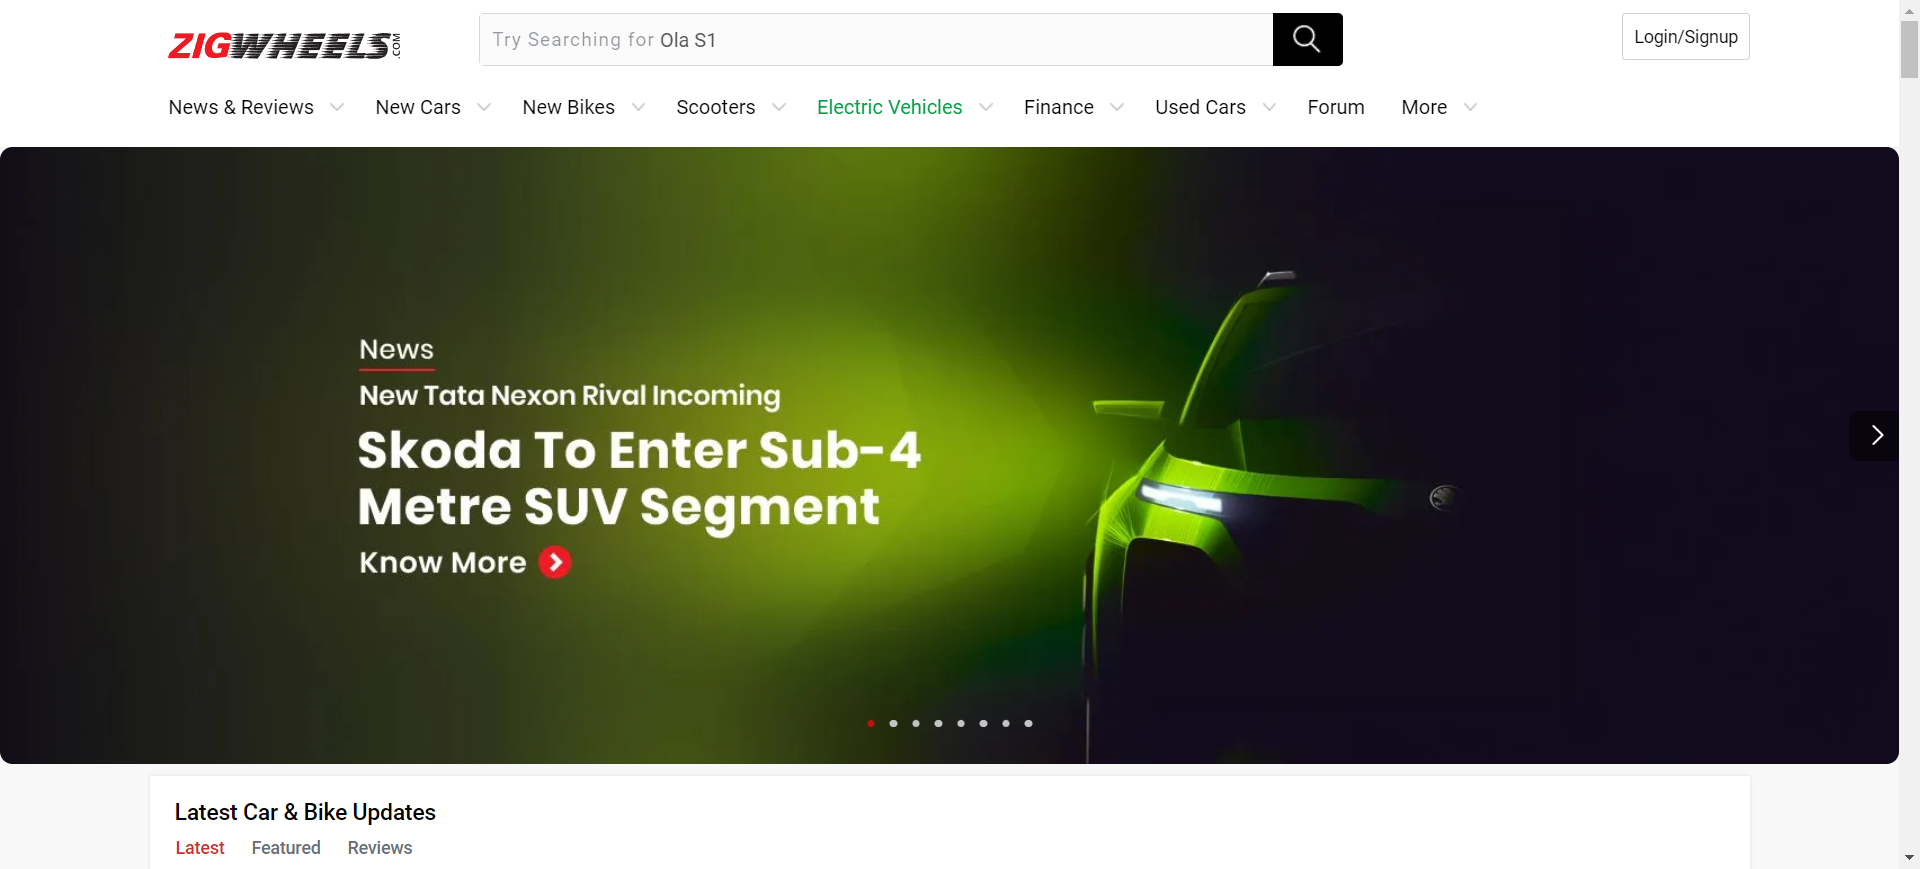 ZIGWHEELS.COM
Try Searching for Ola S1
Login/Signup
News & Reviews
New Cars
New Bikes
Scooters
Electric Vehicles
Finance
Used Cars
Forum
More
News
New Tata Nexon Rival Incoming
Skoda To Enter Sub-4
Metre SUV Segment
Know More
Latest Car & Bike Updates
Latest
Featured
Reviews